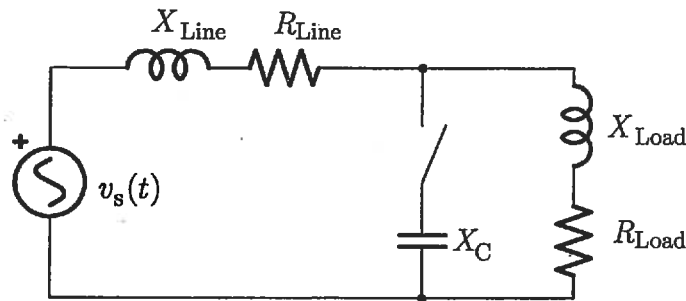 X_Line R_Line
+
v_s(t)
X_Load
X_C
R_Load